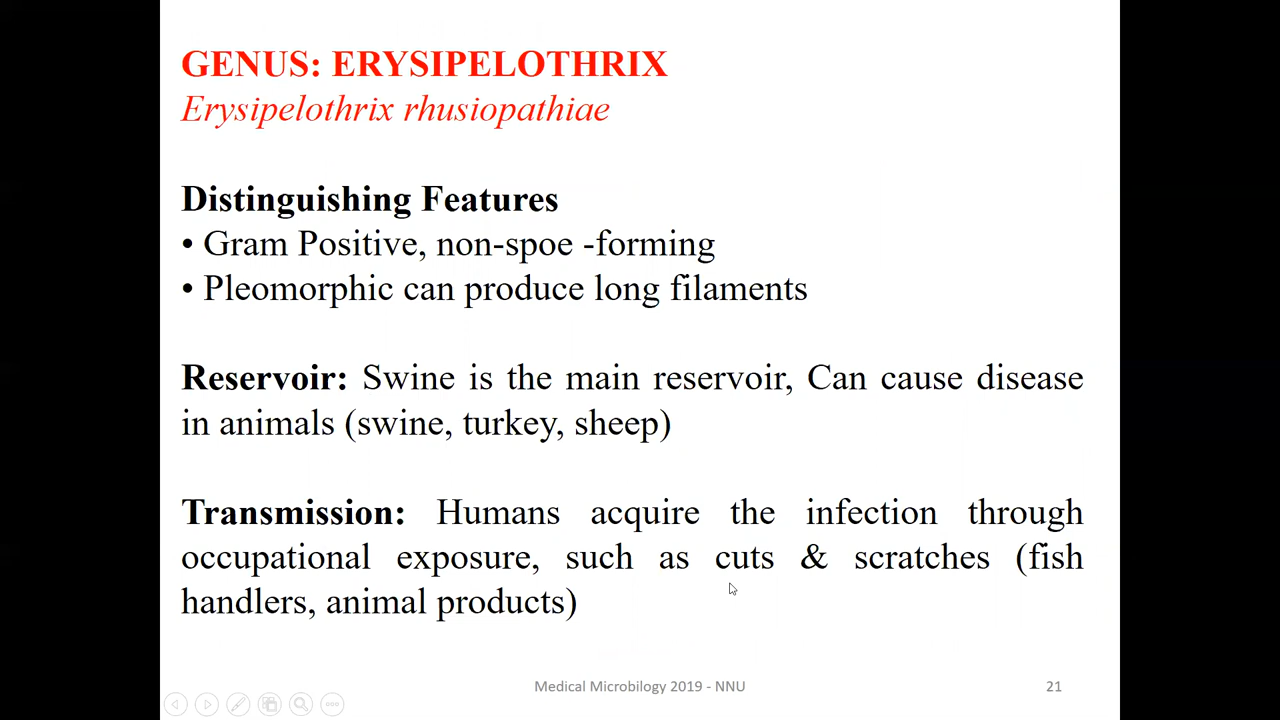 GENUS: ERYSIPELOTHRIX
Erysipelothrix rhusiopathiae
Distinguishing Features
• Gram Positive, non-spoe -forming
• Pleomorphic can produce long filaments
Reservoir: Swine is the main reservoir, Can cause disease
in animals (swine, turkey, sheep)
Transmission: Humans acquire the infection through
occupational exposure, such as cuts & scratches (fish
handlers, animal products)
Medical Microbilogy 2019 - NNU
21